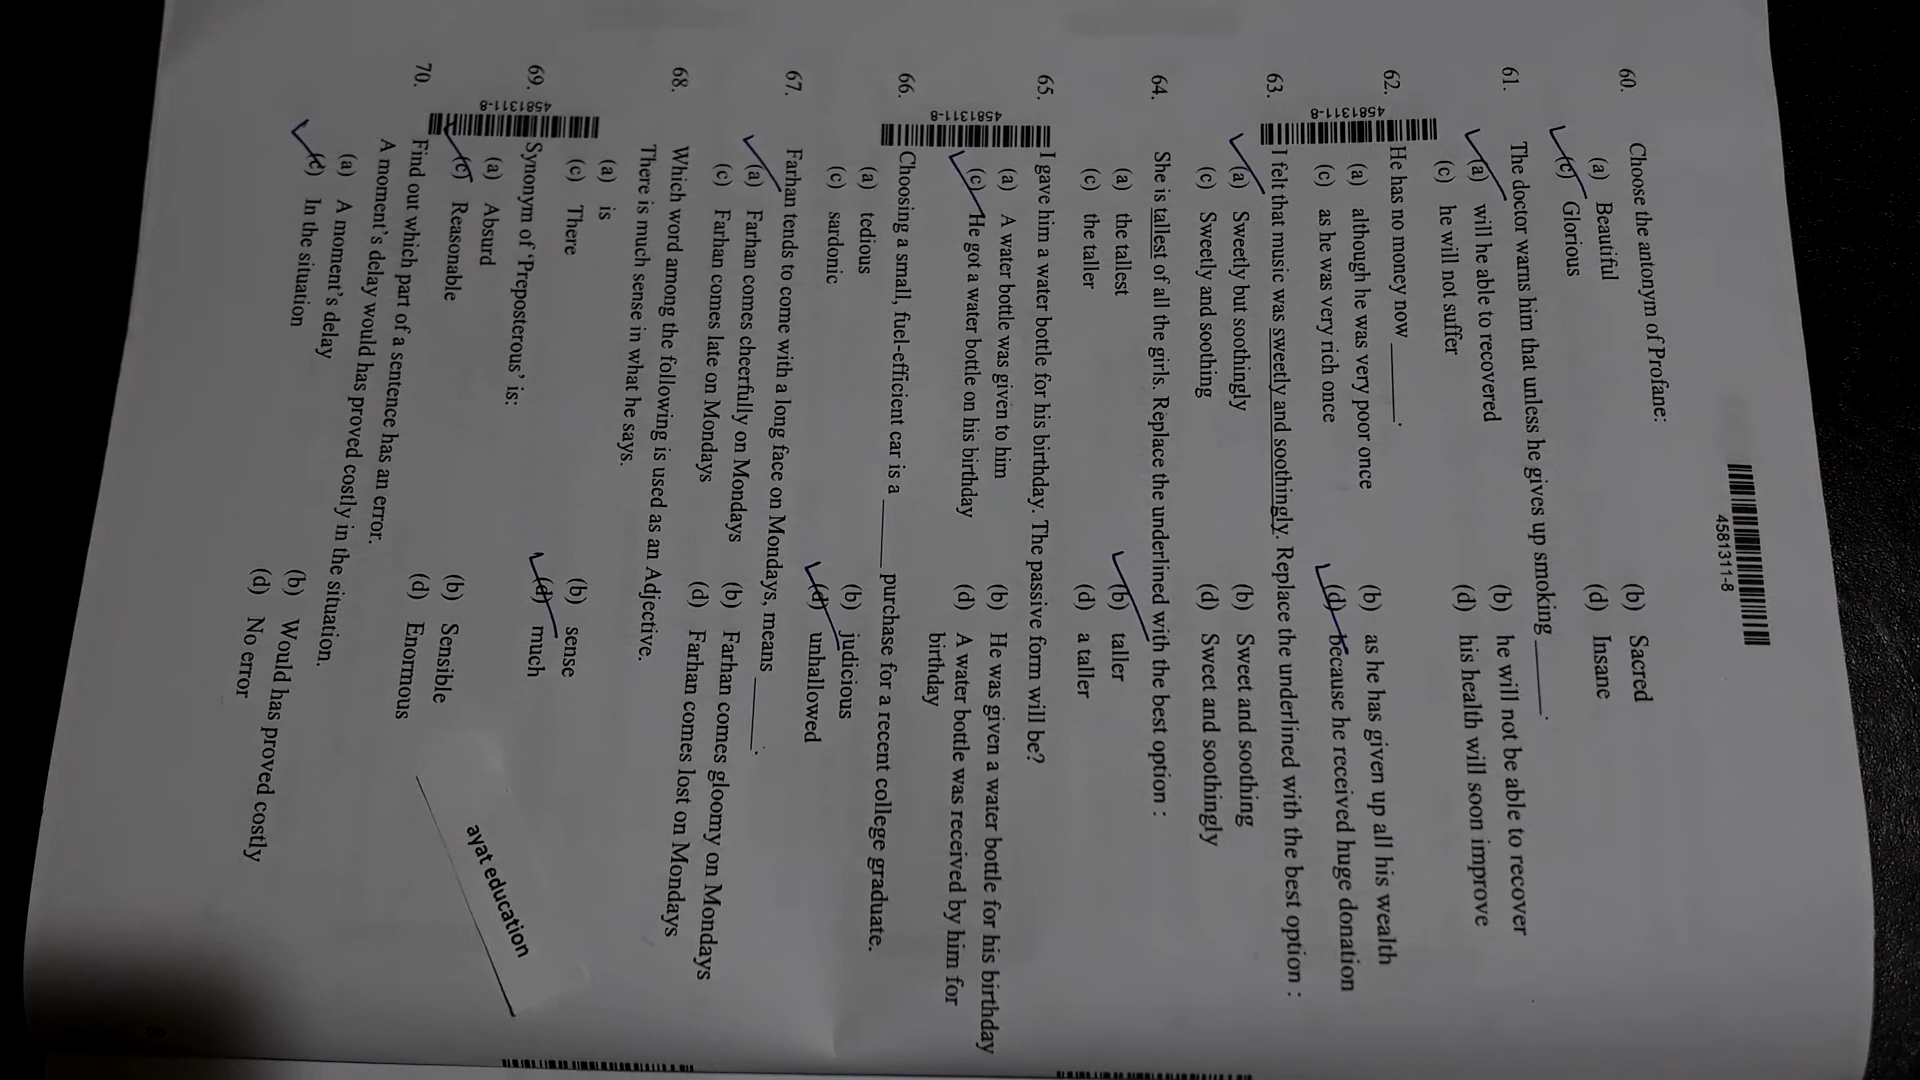 4581311-8
60. Choose the antonym of Profane:
(a) Beautiful (b) Sacred
(c) Glorious (d) Insane
61. The doctor warns him that unless he gives up smoking ______.
(a) will he able to recovered (b) he will not be able to recover
(c) he will not suffer (d) his health will soon improve
62. He has no money now ______.
4581311-8
(a) although he was very poor once (b) as he has given up all his wealth
(c) as he was very rich once (d) because he received huge donation
63. I felt that music was sweetly and soothingly. Replace the underlined with the best option :
(a) Sweetly but soothingly (b) Sweet and soothing
(c) Sweetly and soothing (d) Sweet and soothingly
64. She is tallest of all the girls. Replace the underlined with the best option :
(a) the tallest (b) taller
(c) the taller (d) a taller
65. I gave him a water bottle for his birthday. The passive form will be?
4581311-8
(a) A water bottle was given to him (b) He was given a water bottle for his birthday
(c) He got a water bottle on his birthday (d) A water bottle was received by him for
birthday
66. Choosing a small, fuel-efficient car is a ______ purchase for a recent college graduate.
(a) tedious (b) judicious
(c) sardonic (d) unhallowed
67. Farhan tends to come with a long face on Mondays, means ______.
(a) Farhan comes cheerfully on Mondays (b) Farhan comes gloomy on Mondays
(c) Farhan comes late on Mondays (d) Farhan comes lost on Mondays
68. Which word among the following is used as an Adjective.
There is much sense in what he says.
(a) is (b) sense
(c) There (d) much
69. Synonym of 'Preposterous' is:
4581311-8
(a) Absurd (b) Sensible
(c) Reasonable (d) Enormous
70. Find out which part of a sentence has an error.
A moment's delay would has proved costly in the situation.
(a) A moment's delay (b) Would has proved costly
(c) In the situation (d) No error
ayat education